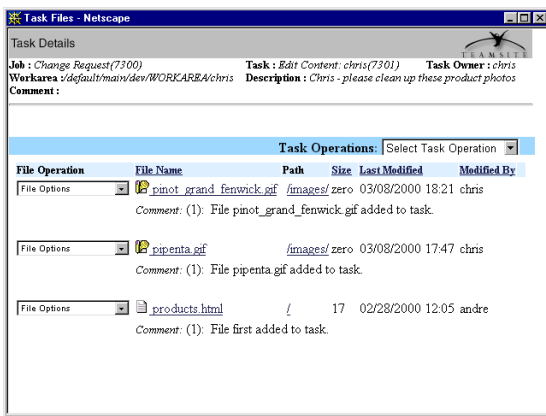 Task Files - Netscape
Task Details
TEAMSITE
Job : Change Request(7300) Task : Edit Content: chris(7301) Task Owner : chris
Workarea :/default/main/dev/WORKAREA/chris Description : Chris - please clean up these product photos
Comment :
Task Operations: Select Task Operation
File Operation File Name Path Size Last Modified Modified By
File Options pinot_grand_fenwick.gif /images/ zero 03/08/2000 18:21 chris
Comment: (1): File pinot_grand_fenwick.gif added to task.
File Options pipenta.gif /images/ zero 03/08/2000 17:47 chris
Comment: (1): File pipenta.gif added to task.
File Options products.html / 17 02/28/2000 12:05 andre
Comment: (1): File first added to task.